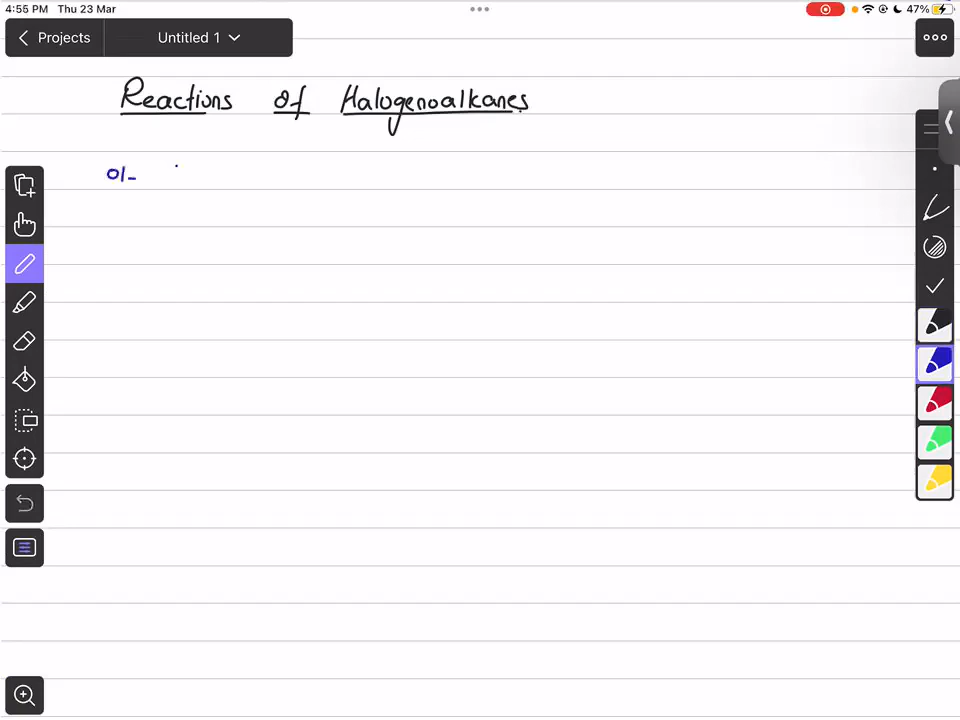 4:55 PM Thu 23 Mar 47%
Projects Untitled 1
Reactions of Halogenoalkanes
01-